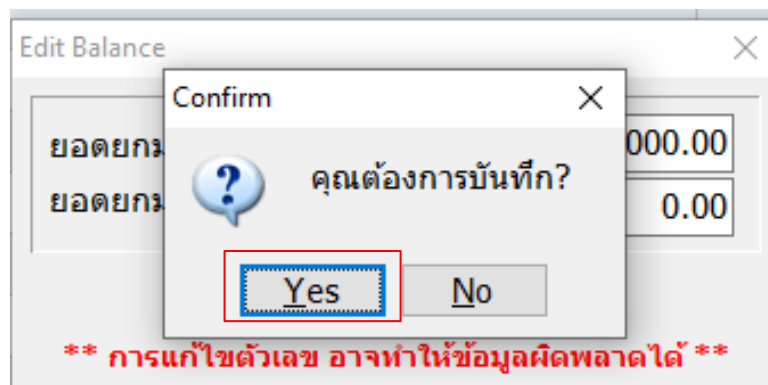 Edit Balance
Confirm
ยอดยกม 000.00
คุณต้องการบันทึก?
ยอดยกม 0.00
Yes No
** การแก้ไขตัวเลข อาจทำให้ข้อมูลผิดพลาดได้ **